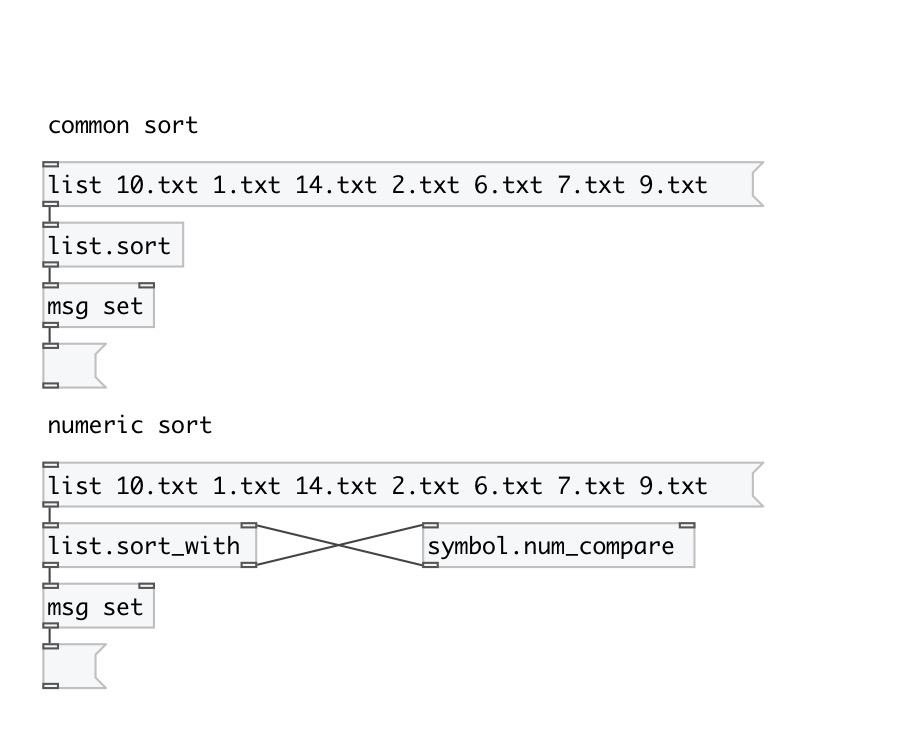 common sort
list 10.txt 1.txt 14.txt 2.txt 6.txt 7.txt 9.txt
list.sort
msg set
numeric sort
list 10.txt 1.txt 14.txt 2.txt 6.txt 7.txt 9.txt
list.sort_with symbol.num_compare
msg set